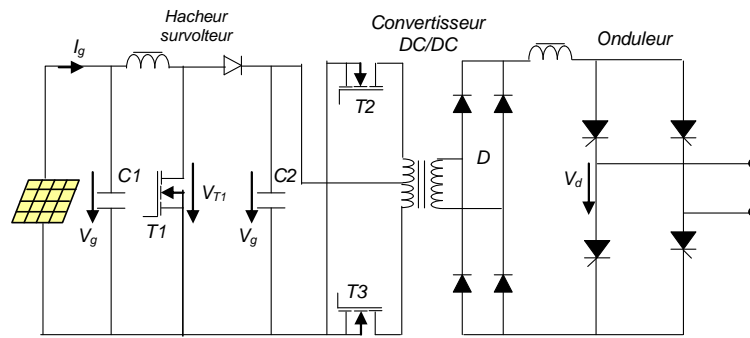 Hacheur
survolteur
Convertisseur
DC/DC
Onduleur
Ig
T2
C1
VT1
C2
D
Vd
Vg
T1
Vg
T3